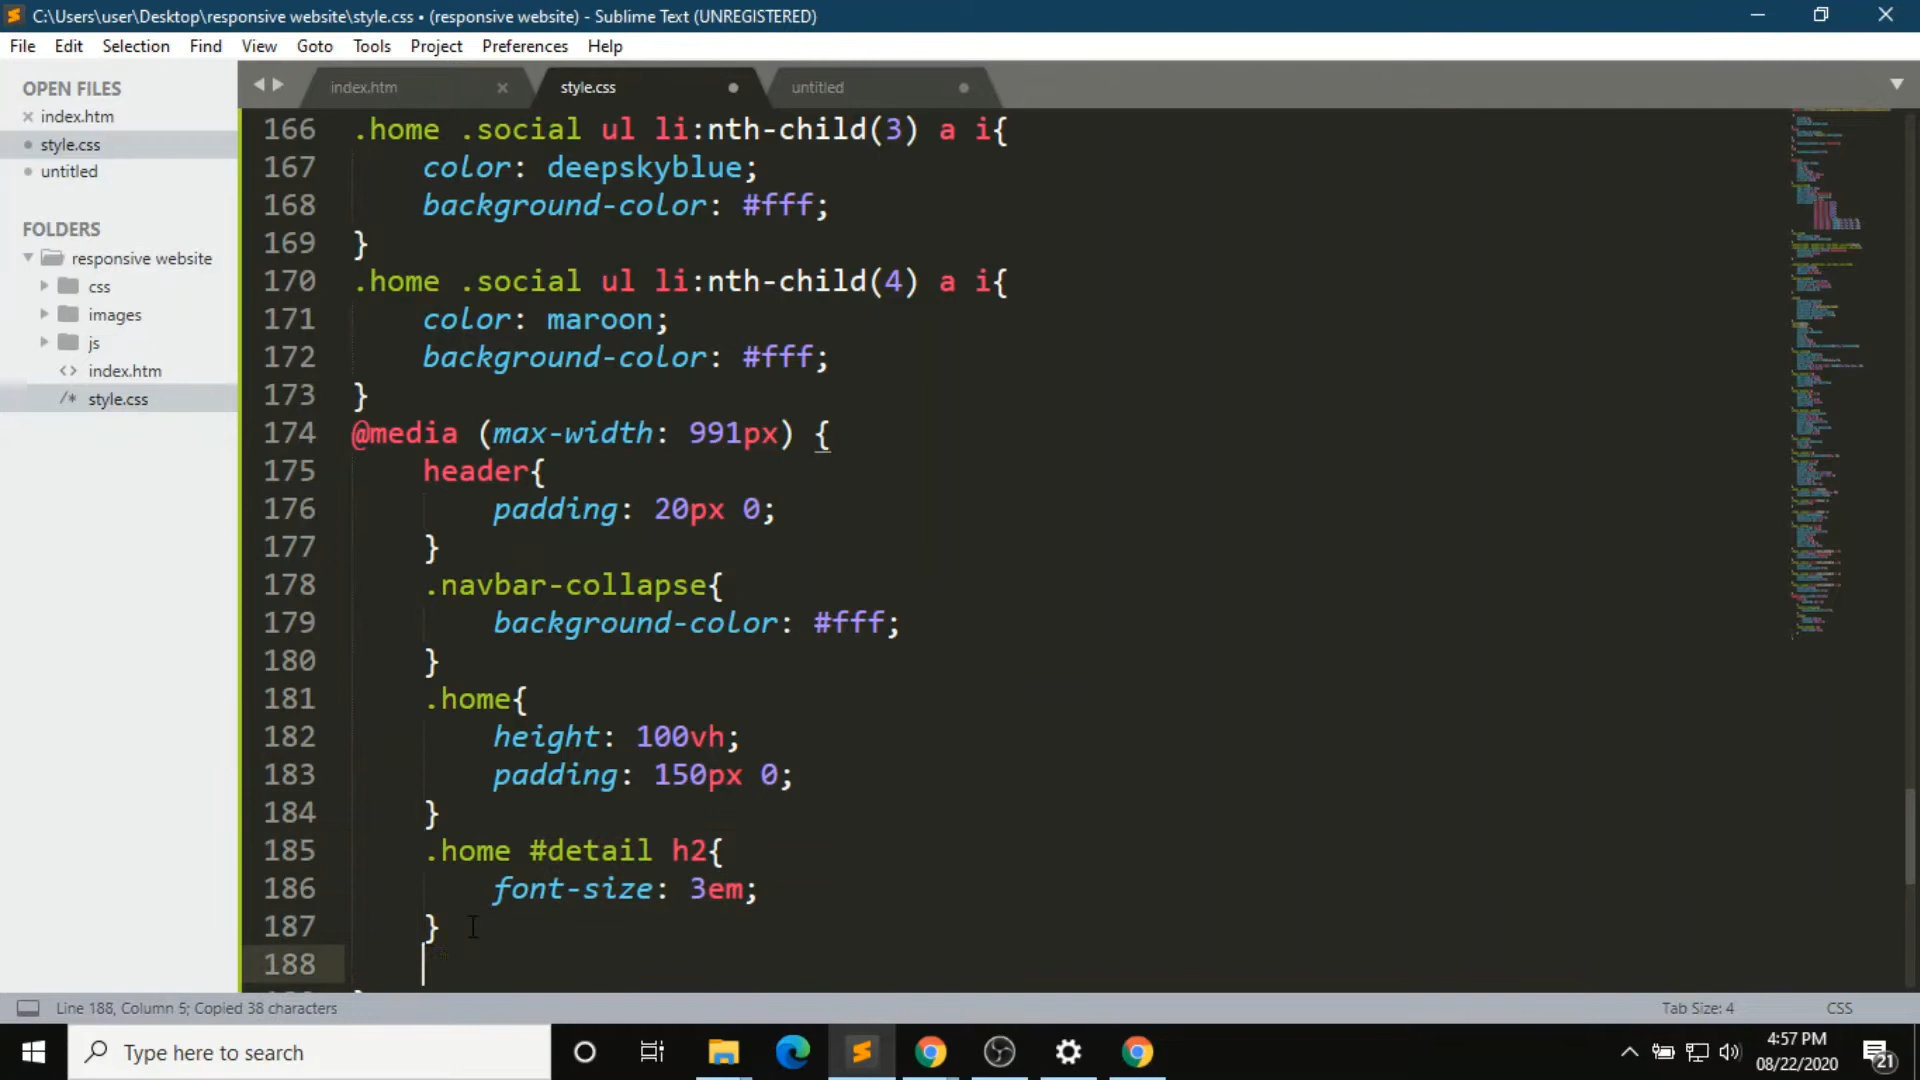 C:\Users\user\Desktop\responsive website\style.css • (responsive website) - Sublime Text (UNREGISTERED)
File Edit Selection Find View Goto Tools Project Preferences Help
OPEN FILES
index.htm
style.css
untitled
FOLDERS
responsive website
css
images
js
index.htm
style.css
index.htm style.css untitled
166 .home .social ul li:nth-child(3) a i{
167 color: deepskyblue;
168 background-color: #fff;
169 }
170 .home .social ul li:nth-child(4) a i{
171 color: maroon;
172 background-color: #fff;
173 }
174 @media (max-width: 991px) {
175 header{
176 padding: 20px 0;
177 }
178 .navbar-collapse{
179 background-color: #fff;
180 }
181 .home{
182 height: 100vh;
183 padding: 150px 0;
184 }
185 .home #detail h2{
186 font-size: 3em;
187 }
188
Line 188, Column 5; Copied 38 characters
Tab Size: 4 CSS
Type here to search
4:57 PM
08/22/2020
21